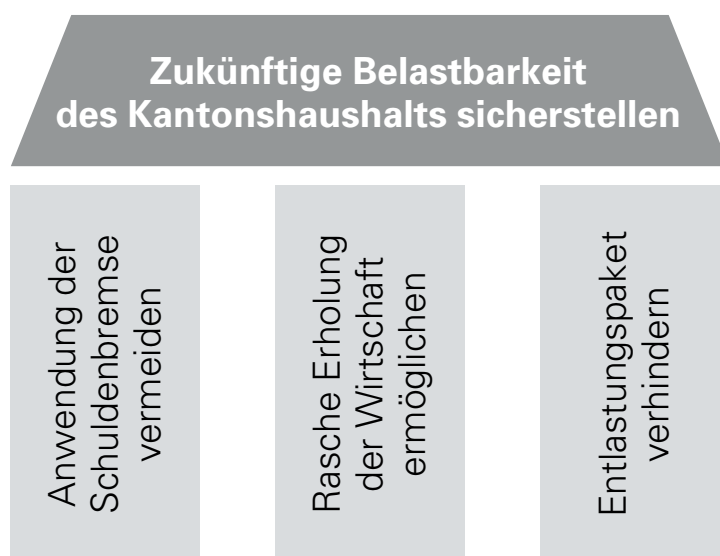 Zukünftige Belastbarkeit
des Kantonshaushalts sicherstellen
Anwendung der
Schuldenbremse
vermeiden
Rasche Erholung
der Wirtschaft
ermöglichen
Entlastungspaket
verhindern